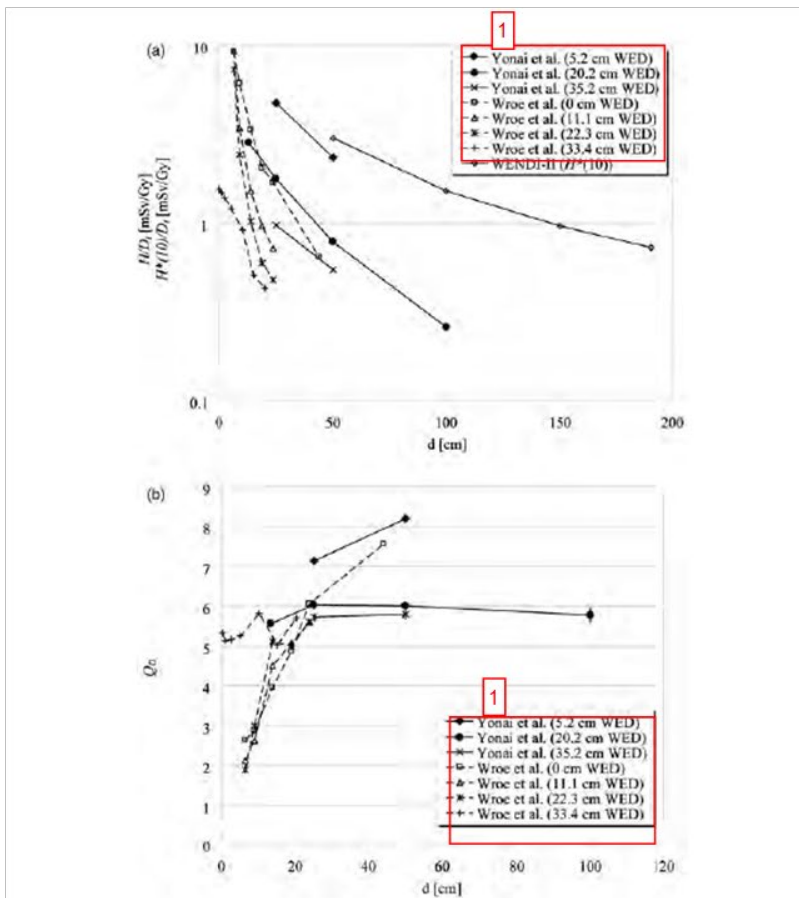 1
(a)
10
1
0.1
H/Dt [mSv/Gy]
H*(10)/Dt [mSv/Gy]
Yonai et al. (5.2 cm WED)
Yonai et al. (20.2 cm WED)
Yonai et al. (35.2 cm WED)
Wroe et al. (0 cm WED)
Wroe et al. (11.1 cm WED)
Wroe et al. (22.3 cm WED)
Wroe et al. (33.4 cm WED)
WENDI-II (H*(10))
0 50 100 150 200
d [cm]
(b)
9
8
7
6
5
4
3
2
1
0
1
Yonai et al. (5.2 cm WED)
Yonai et al. (20.2 cm WED)
Yonai et al. (35.2 cm WED)
Wroe et al. (0 cm WED)
Wroe et al. (11.1 cm WED)
Wroe et al. (22.3 cm WED)
Wroe et al. (33.4 cm WED)
0 20 40 60 80 100 120
d [cm]